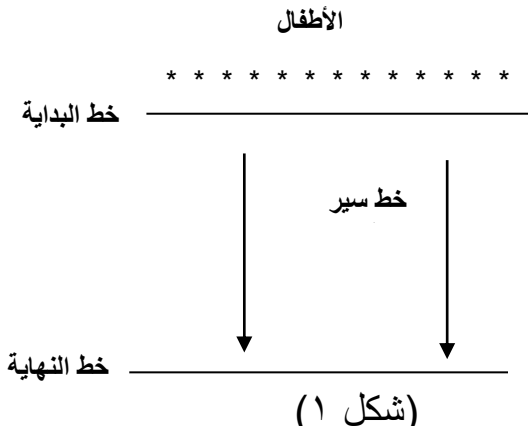 الأطفال
* * * * * * * * * * * * *
خط البداية
خط سير
خط النهاية
(شكل ١)